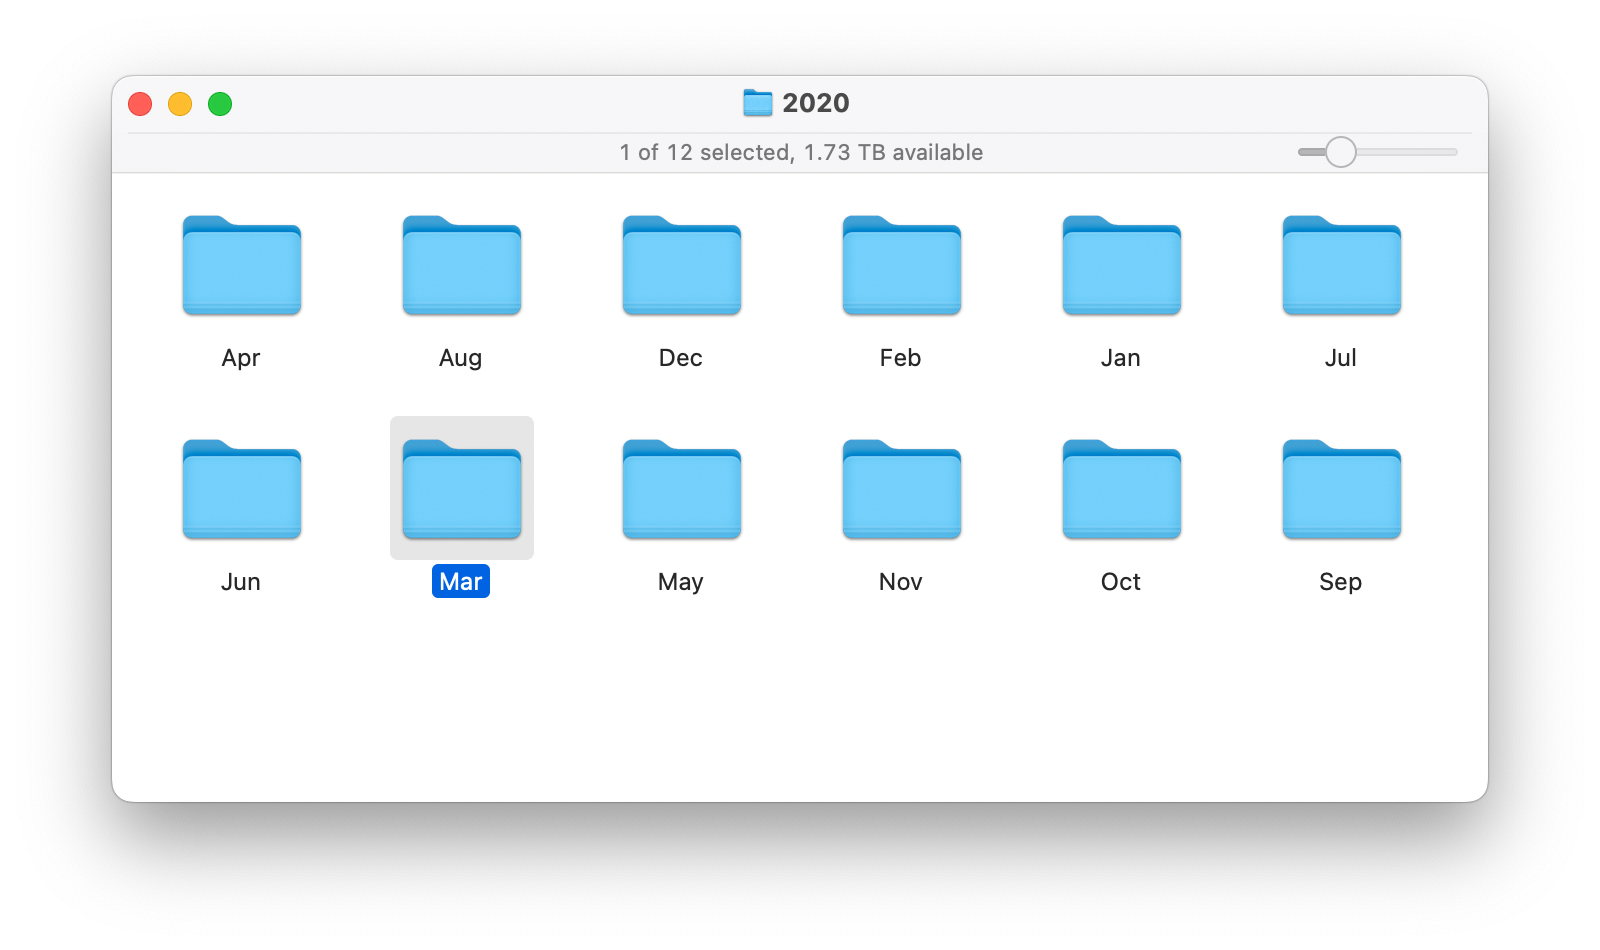 2020
1 of 12 selected, 1.73 TB available
Apr Aug Dec Feb Jan Jul
Jun Mar May Nov Oct Sep